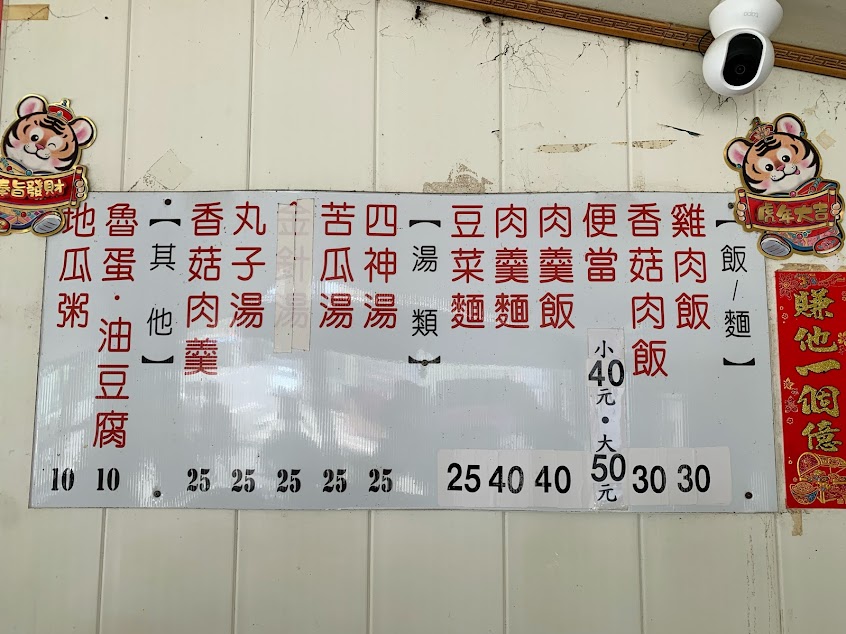 【飯/麵】
雞肉飯 30
香菇肉飯 30
便當 小40元・大50元
肉羹飯 40
肉羹麵 40
豆菜麵 25
【湯類】
四神湯 25
苦瓜湯 25
金針湯 25
丸子湯 25
香菇肉羹 25
【其他】
魯蛋・油豆腐 10
地瓜粥 10
虎年大吉
賺他一個億
旨發財
tapo